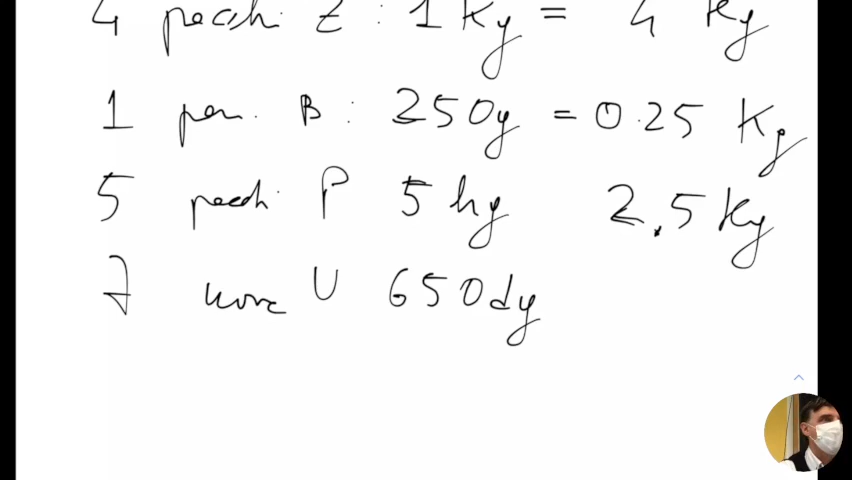 4 pacchi Z : 1 Kg = 4 Kg
1 pan. B : 250g = 0.25 Kg
5 pacchi P 5 hg 2.5 Kg
7 uova U 650dg